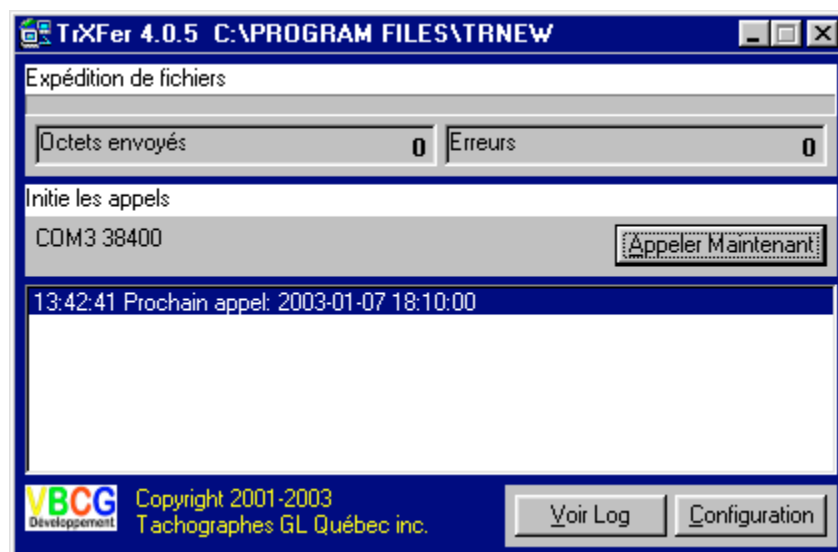 TrXFer 4.0.5 C:\PROGRAM FILES\TRNEW
Expédition de fichiers
Octets envoyés 0 Erreurs 0
Initie les appels
COM3 38400 Appeler Maintenant
13:42:41 Prochain appel: 2003-01-07 18:10:00
VBCG
Développement
Copyright 2001-2003
Tachographes GL Québec inc.
Voir Log Configuration